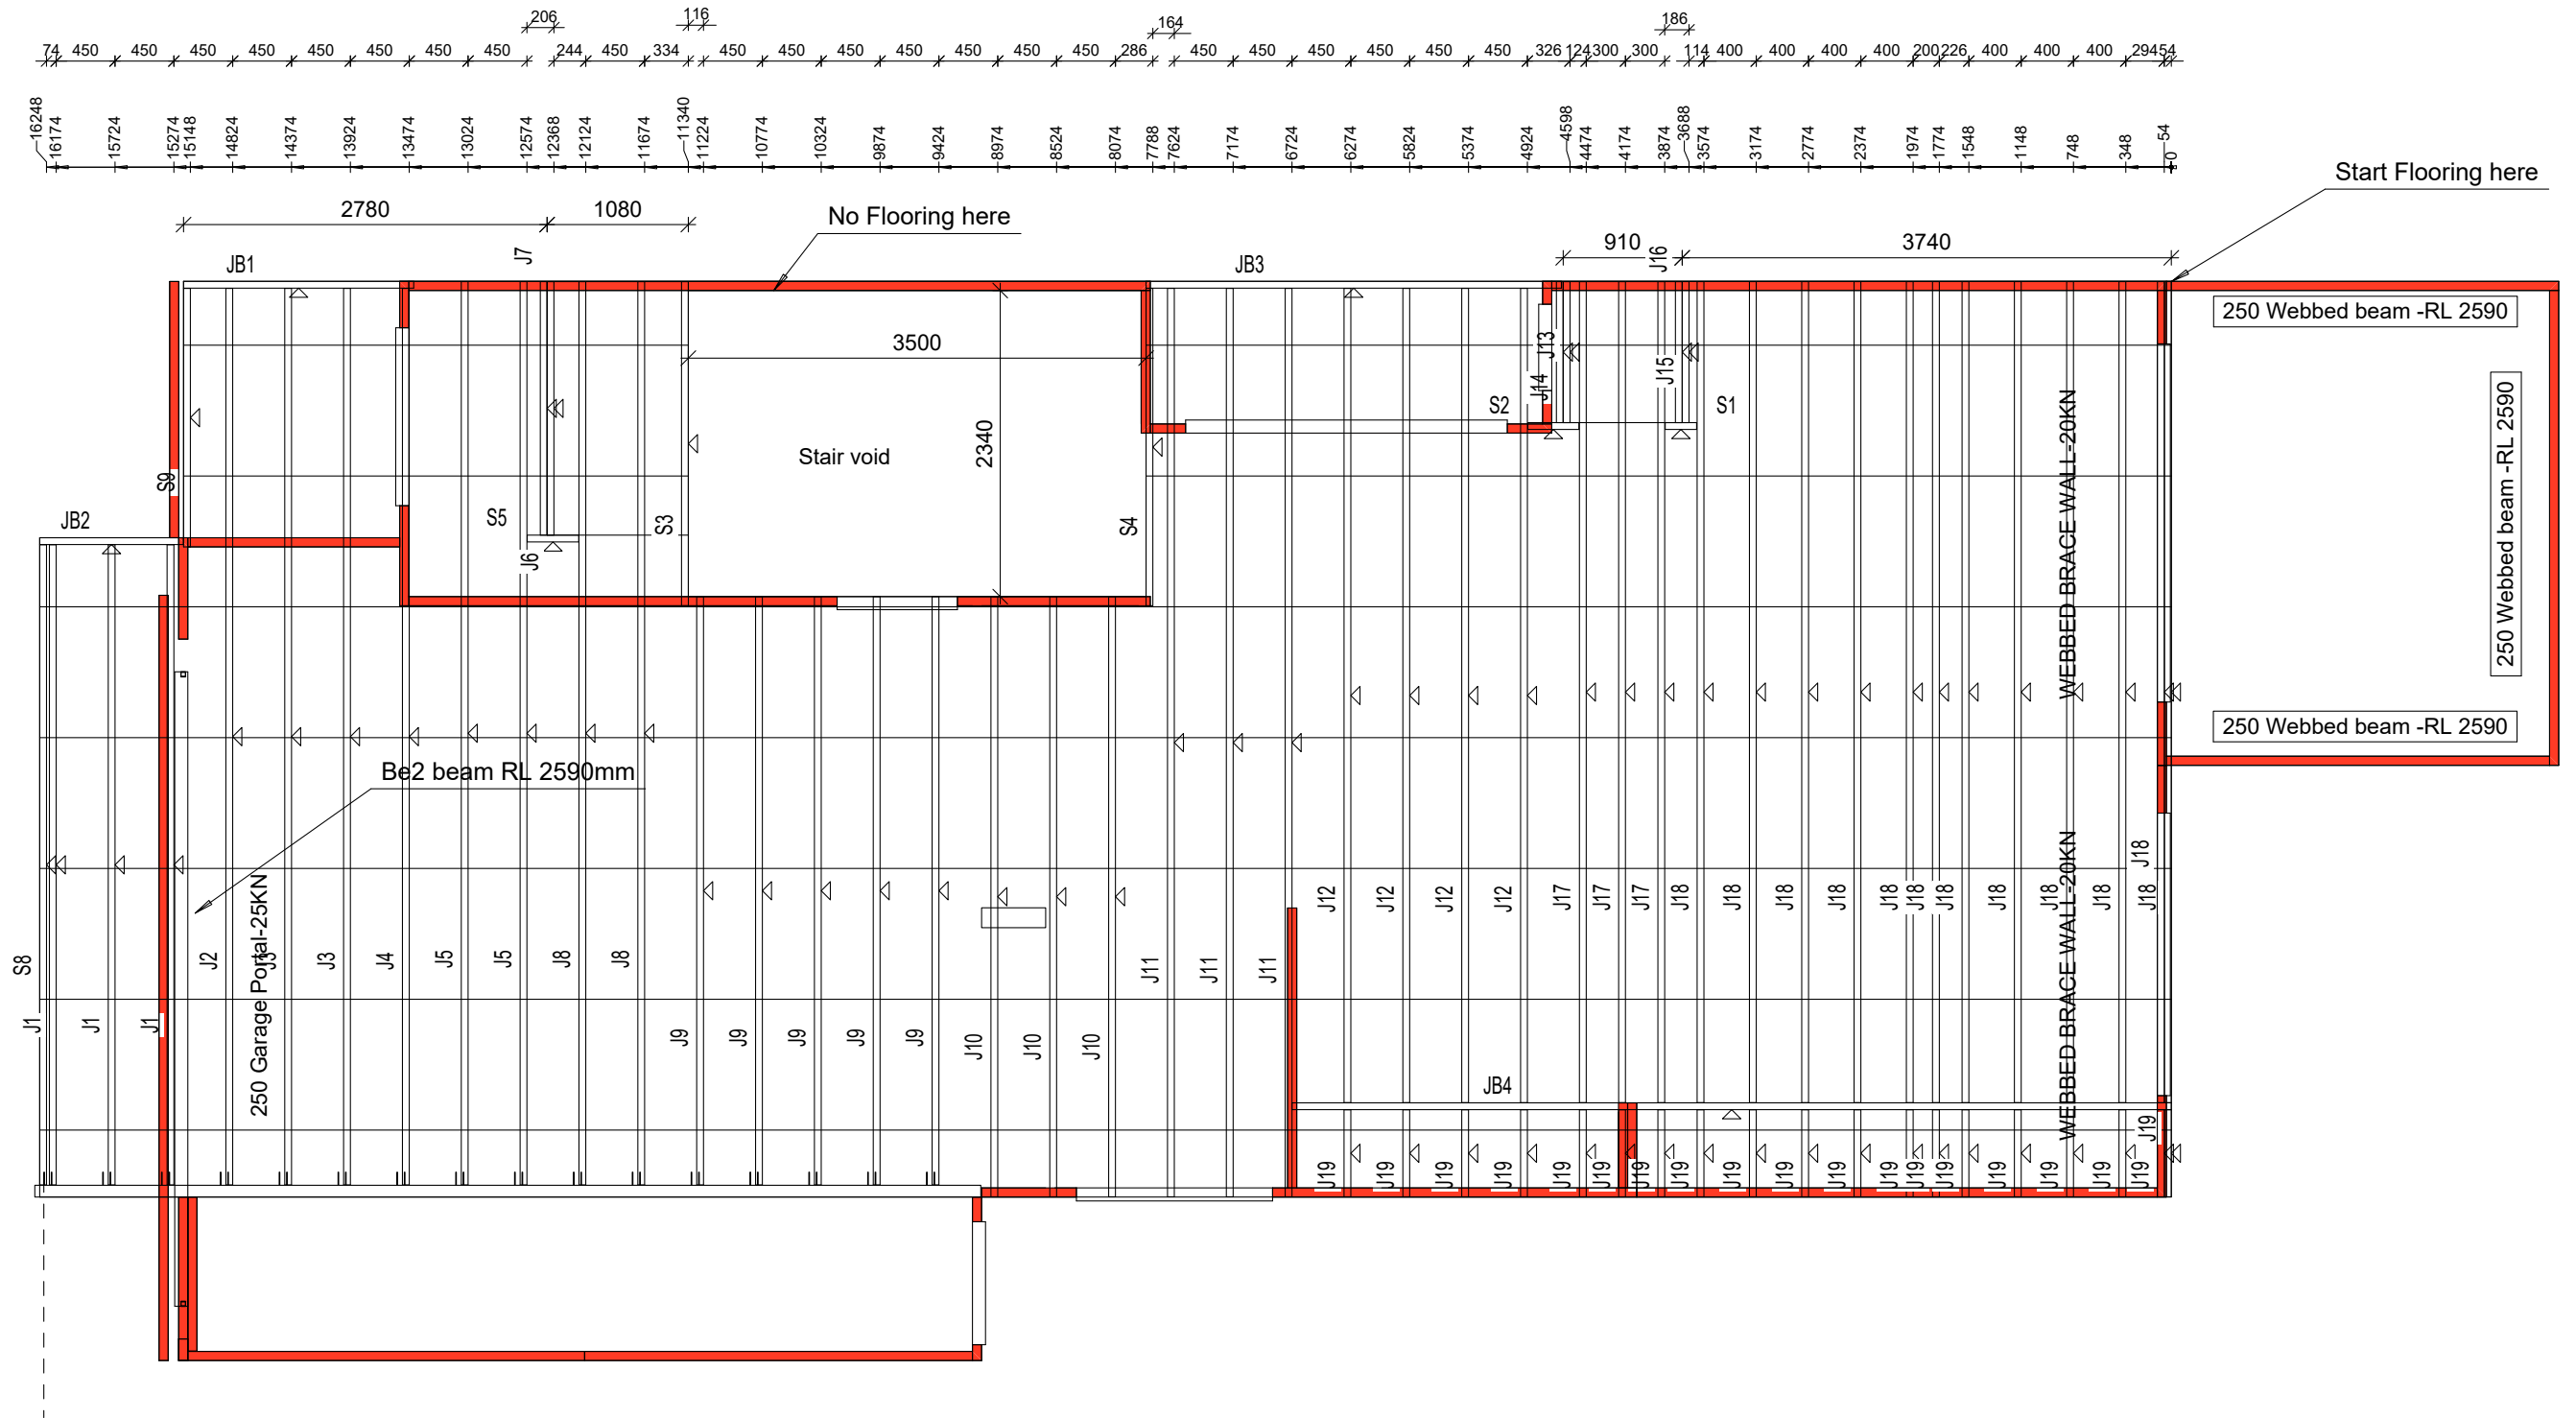 206 116 164 186
74 450 450 450 450 450 450 450 450 244 450 334 450 450 450 450 450 450 450 286 450 450 450 450 450 450 326 124 300 300 114 400 400 400 400 200 226 400 400 400 294 54
16248 16174 15724 15274 15148 14824 14374 13924 13474 13024 12574 12368 12124 11674 11340 11224 10774 10324 9874 9424 8974 8524 8074 7788 7624 7174 6724 6274 5824 5374 4924 4598 4474 4174 3874 3688 3574 3174 2774 2374 1974 1774 1548 1148 748 348 54 0
Start Flooring here
2780 1080
No Flooring here
910 3740
JB1 J7 JB3 J16
250 Webbed beam -RL 2590
3500
J13 J15
J14
S2 S1
2340
Stair void
WEBBED BRACE WALL-20KN
250 Webbed beam -RL 2590
S9
JB2
S5 S3 S4
J6
250 Webbed beam -RL 2590
Be2 beam RL 2590mm
J18
J12 J12 J12 J12 J17 J17 J17 J18 J18 J18 J18 J18 J18 J18 J18 J18 J18 J18
250 Garage Portal-25KN
WEBBED BRACE WALL-20KN
S8
J2 J3 J3 J4 J5 J5 J8 J8
J11 J11 J11
J1 J1 J1
J9 J9 J9 J9 J9 J10 J10 J10
JB4
J19
J19 J19 J19 J19 J19 J19 J19 J19 J19 J19 J19 J19 J19 J19 J19 J19 J19 J19